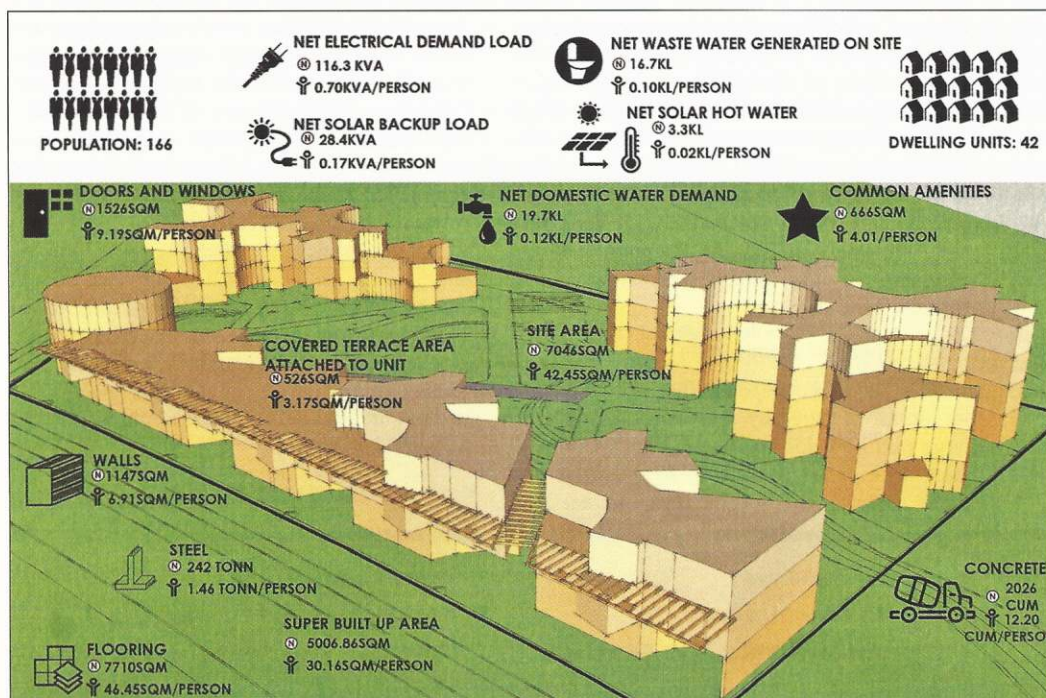 NET ELECTRICAL DEMAND LOAD
Ⓝ 116.3 KVA
0.70KVA/PERSON
NET WASTE WATER GENERATED ON SITE
Ⓝ 16.7KL
0.10KL/PERSON
POPULATION: 166
NET SOLAR BACKUP LOAD
Ⓝ 28.4KVA
0.17KVA/PERSON
NET SOLAR HOT WATER
Ⓝ 3.3KL
0.02KL/PERSON
DWELLING UNITS: 42
DOORS AND WINDOWS
Ⓝ 1526SQM
9.19SQM/PERSON
NET DOMESTIC WATER DEMAND
Ⓝ 19.7KL
0.12KL/PERSON
COMMON AMENITIES
Ⓝ 666SQM
4.01/PERSON
COVERED TERRACE AREA
ATTACHED TO UNIT
Ⓝ 526SQM
3.17SQM/PERSON
SITE AREA
Ⓝ 7046SQM
42.45SQM/PERSON
WALLS
Ⓝ 1147SQM
6.91SQM/PERSON
STEEL
Ⓝ 242 TONN
1.46 TONN/PERSON
SUPER BUILT UP AREA
Ⓝ 5006.86SQM
30.16SQM/PERSON
CONCRETE
Ⓝ 2026
CUM
12.20
CUM/PERSO
FLOORING
Ⓝ 7710SQM
46.45SQM/PERSON